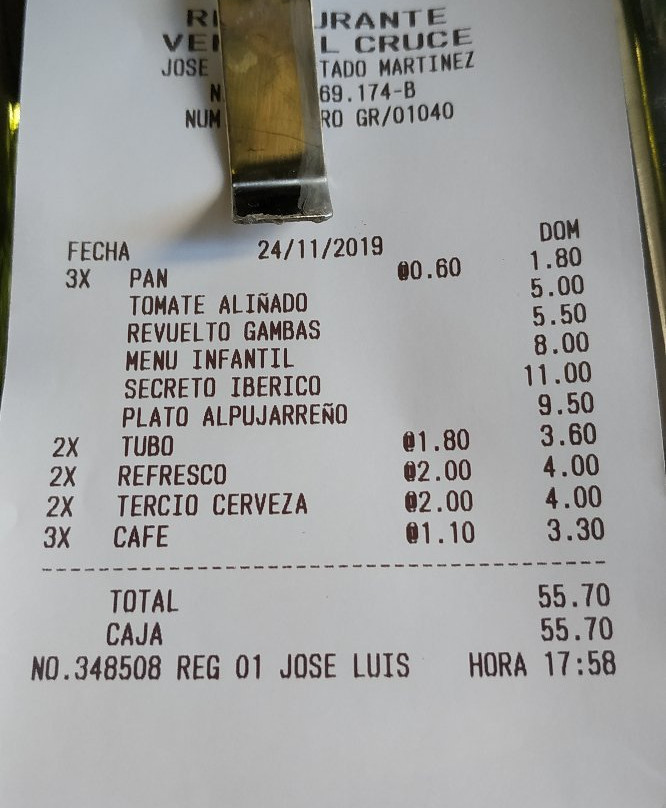 URANTE
L CRUCE
JOSE TADO MARTINEZ
69.174-B
NUM RO GR/01040
DOM
FECHA 24/11/2019
3X PAN @0.60 1.80
TOMATE ALIÑADO 5.00
REVUELTO GAMBAS 5.50
MENU INFANTIL 8.00
SECRETO IBERICO 11.00
PLATO ALPUJARREÑO 9.50
2X TUBO @1.80 3.60
2X REFRESCO @2.00 4.00
2X TERCIO CERVEZA @2.00 4.00
3X CAFE @1.10 3.30
TOTAL 55.70
CAJA 55.70
NO.348508 REG 01 JOSE LUIS HORA 17:58